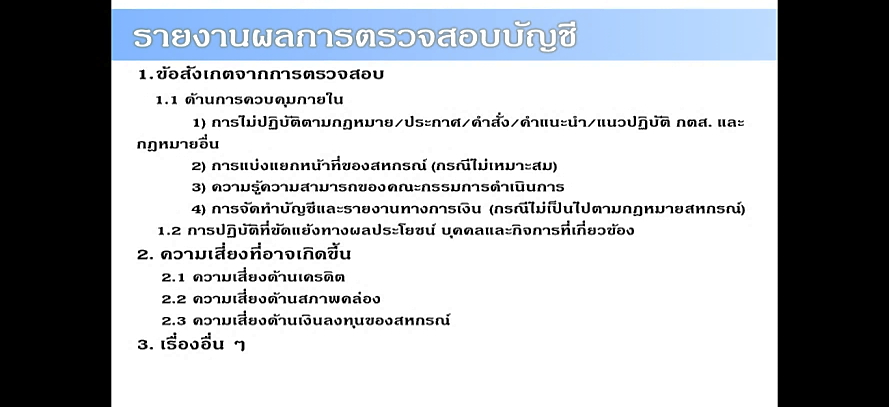 รายงานผลการตรวจสอบบัญชี
1.ข้อสังเกตจากการตรวจสอบ
1.1 ด้านการควบคุมภายใน
1) การไม่ปฏิบัติตามกฎหมาย/ประกาศ/คำสั่ง/คำแนะนำ/แนวปฏิบัติ กตส. และ
กฎหมายอื่น
2) การแบ่งแยกหน้าที่ของสหกรณ์ (กรณีไม่เหมาะสม)
3) ความรู้ความสามารถของคณะกรรมการดำเนินการ
4) การจัดทำบัญชีและรายงานทางการเงิน (กรณีไม่เป็นไปตามกฎหมายสหกรณ์)
1.2 การปฏิบัติที่ขัดแย้งทางผลประโยชน์ บุคคลและกิจการที่เกี่ยวข้อง
2. ความเสี่ยงที่อาจเกิดขึ้น
2.1 ความเสี่ยงด้านเครดิต
2.2 ความเสี่ยงด้านสภาพคล่อง
2.3 ความเสี่ยงด้านเงินลงทุนของสหกรณ์
3. เรื่องอื่น ๆ